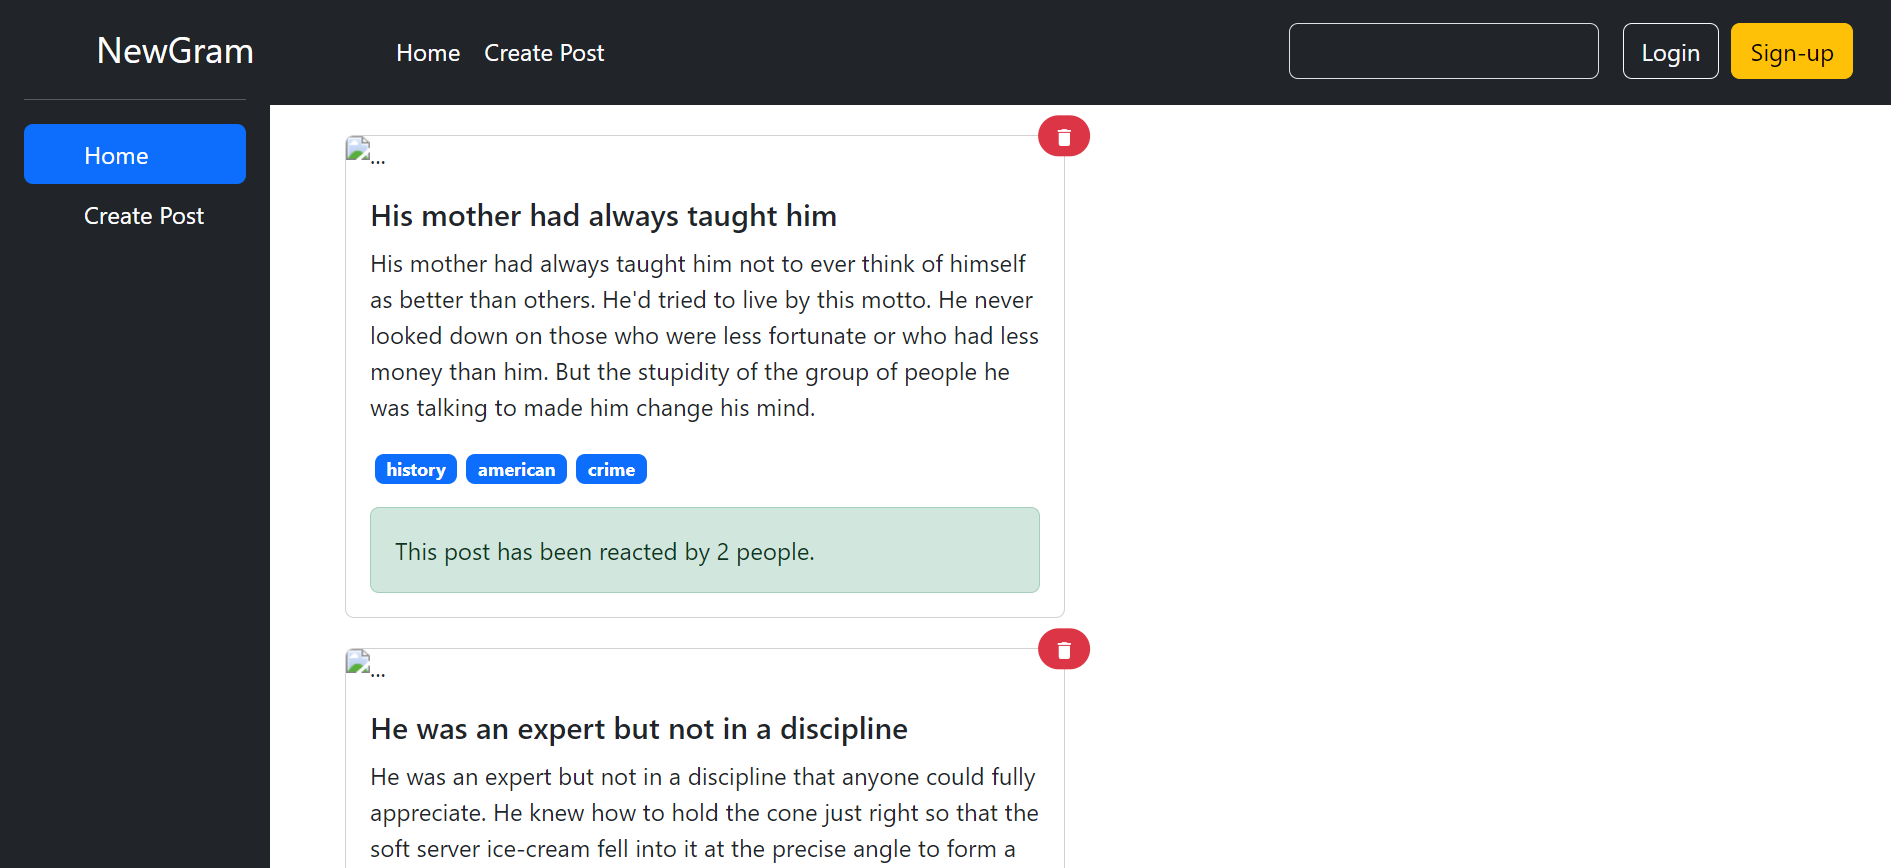 NewGram
Home
Create Post
Login
Sign-up
Home
Create Post
...
His mother had always taught him
His mother had always taught him not to ever think of himself
as better than others. He'd tried to live by this motto. He never
looked down on those who were less fortunate or who had less
money than him. But the stupidity of the group of people he
was talking to made him change his mind.
history american crime
This post has been reacted by 2 people.
...
He was an expert but not in a discipline
He was an expert but not in a discipline that anyone could fully
appreciate. He knew how to hold the cone just right so that the
soft server ice-cream fell into it at the precise angle to form a